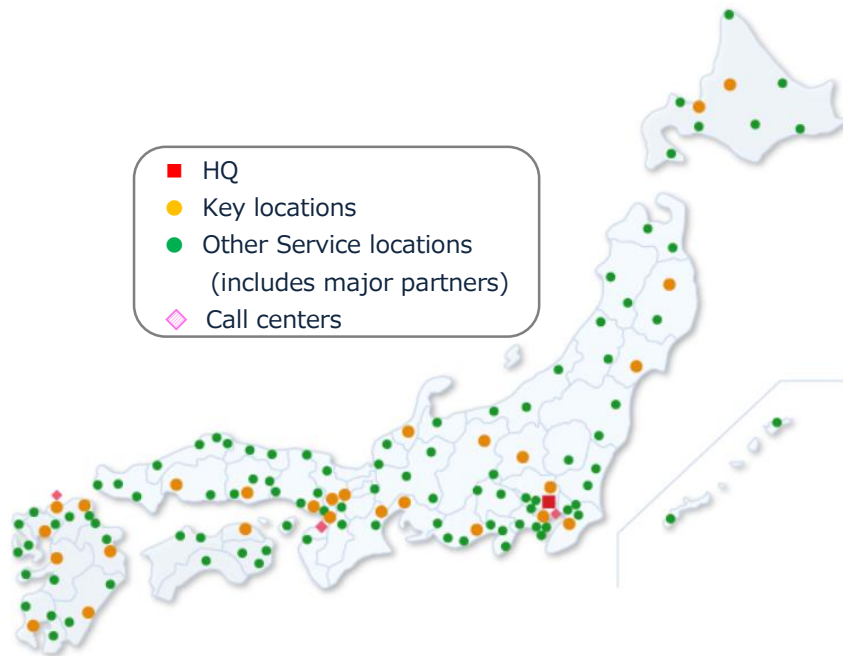 HQ
Key locations
Other Service locations
(includes major partners)
Call centers